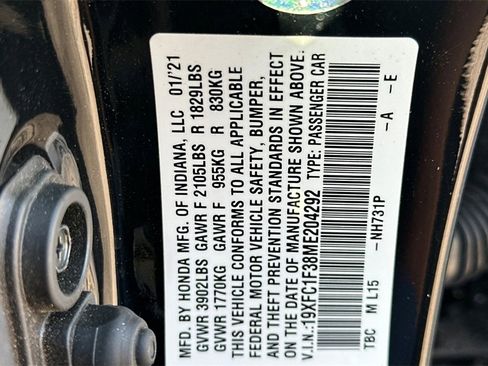 MFD. BY HONDA MFG. OF INDIANA, LLC 01/'21
GVWR 3902LBS GAWR F 2105LBS R 1829LBS
GVWR 1770KG GAWR F 955KG R 830KG
THIS VEHICLE CONFORMS TO ALL APPLICABLE
FEDERAL MOTOR VEHICLE SAFETY, BUMPER,
AND THEFT PREVENTION STANDARDS IN EFFECT
ON THE DATE OF MANUFACTURE SHOWN ABOVE.
V.I.N.:19XFC1F38ME204292 TYPE: PASSENGER CAR
-NH731P -A -E
TBC M L15